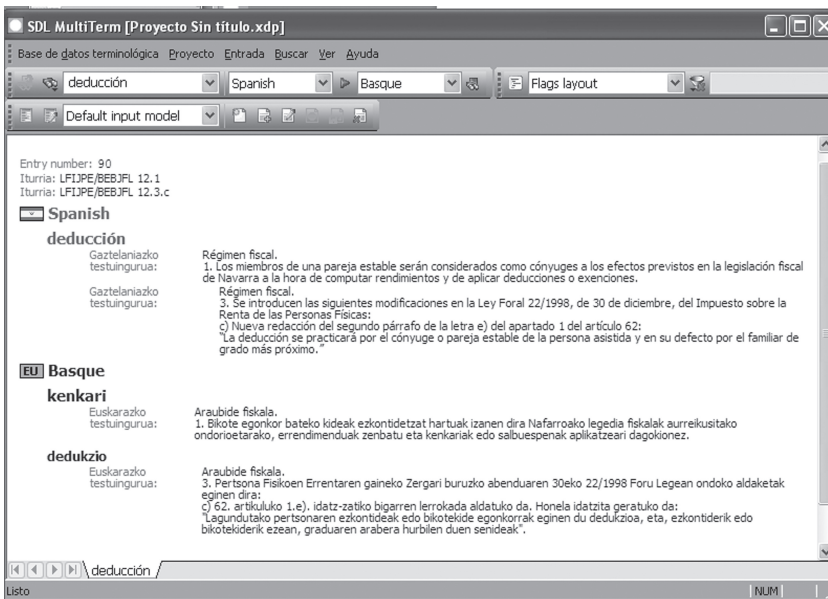 SDL MultiTerm [Proyecto Sin título.xdp]
Base de datos terminológica Proyecto Entrada Buscar Ver Ayuda
deducción Spanish Basque Flags layout
Default input model
Entry number: 90
Iturria: LFIJPE/BEBJFL 12.1
Iturria: LFIJPE/BEBJFL 12.3.c
Spanish
deducción
Gaztelaniazko testuingurua:
Régimen fiscal.
1. Los miembros de una pareja estable serán considerados como cónyuges a los efectos previstos en la legislación fiscal
de Navarra a la hora de computar rendimientos y de aplicar deducciones o exenciones.
Gaztelaniazko testuingurua:
Régimen fiscal.
3. Se introducen las siguientes modificaciones en la Ley Foral 22/1998, de 30 de diciembre, del Impuesto sobre la
Renta de las Personas Físicas:
c) Nueva redacción del segundo párrafo de la letra e) del apartado 1 del artículo 62:
"La deducción se practicará por el cónyuge o pareja estable de la persona asistida y en su defecto por el familiar de
grado más próximo."
EU Basque
kenkari
Euskarazko testuingurua:
Araubide fiskala.
1. Bikote egonkor bateko kideak ezkontidetzat hartuak izanen dira Nafarroako legedia fiskalak aurreikusitako
ondorioetarako, errendimenduak zenbatu eta kenkariak edo salbuespenak aplikatzeari dagokionez.
dedukzio
Euskarazko testuingurua:
Araubide fiskala.
3. Pertsona Fisikoen Errentaren gaineko Zergari buruzko abenduaren 30eko 22/1998 Foru Legean ondoko aldaketak
eginen dira:
c) 62. artikuluko 1.e). idatz-zatiko bigarren lerrokada aldatuko da. Honela idatzita geratuko da:
"Lagundutako pertsonaren ezkontideak edo bikotekide egonkorrak eginen du dedukzioa, eta, ezkontiderik edo
bikotekiderik ezean, graduaren arabera hurbilen duen senideak".
deducción
Listo NUM